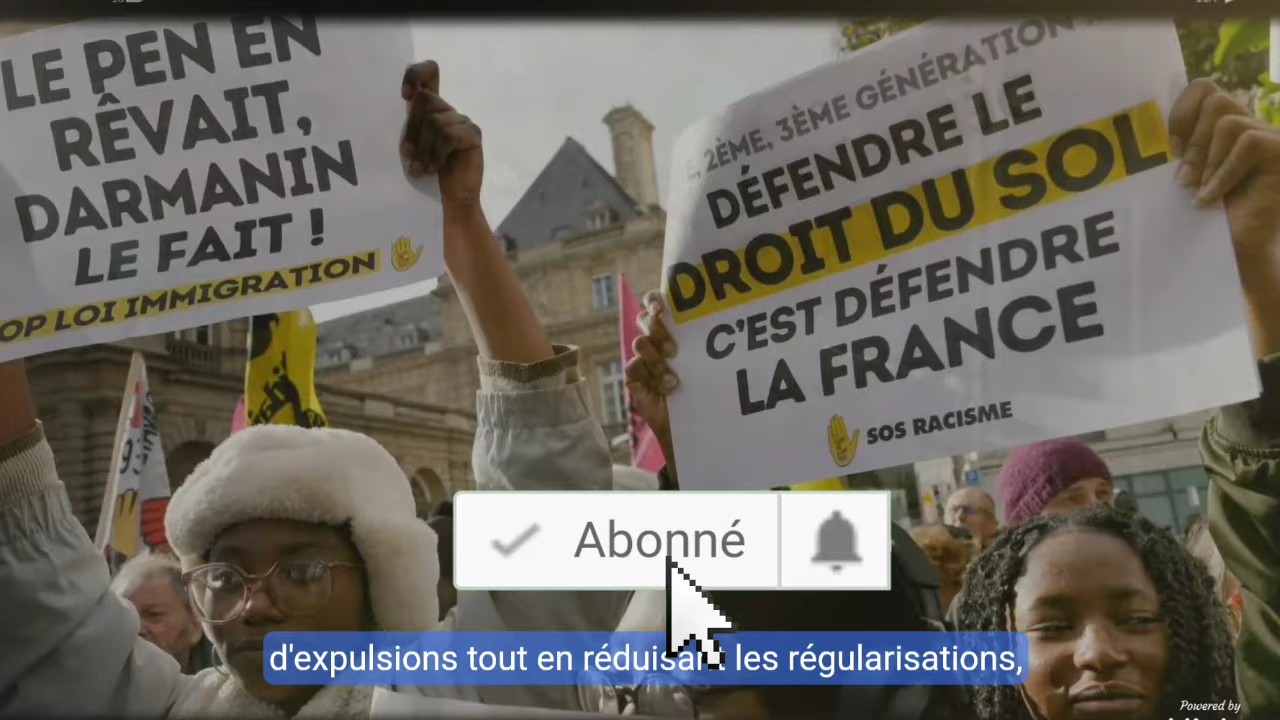 LE PEN EN
RÊVAIT,
DARMANIN
LE FAIT !
OP LOI IMMIGRATION
2ÈME, 3ÈME GÉNÉRATION
DÉFENDRE LE
DROIT DU SOL
C'EST DÉFENDRE
LA FRANCE
SOS RACISME
Abonné
d'expulsions tout en réduisant les régularisations,
Powered by